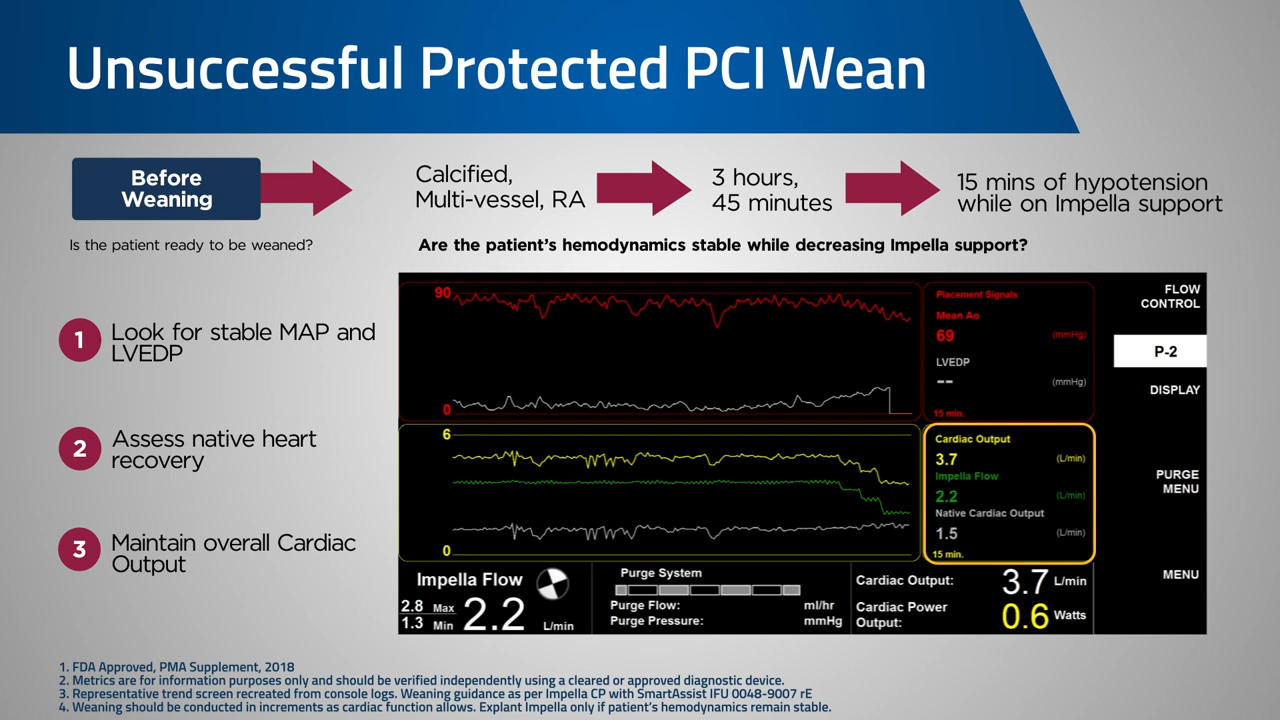 Unsuccessful Protected PCI Wean
Before
Weaning
Calcified,
Multi-vessel, RA
3 hours,
45 minutes
15 mins of hypotension
while on Impella support
Is the patient ready to be weaned?
Are the patient's hemodynamics stable while decreasing Impella support?
1
Look for stable MAP and
LVEDP
2
Assess native heart
recovery
3
Maintain overall Cardiac
Output
90
0
Placement Signals
Mean Ao
69 (mmHg)
LVEDP
-- (mmHg)
15 min.
6
0
Cardiac Output
3.7 (L/min)
Impella Flow
2.2 (L/min)
Native Cardiac Output
1.5 (L/min)
15 min.
FLOW
CONTROL
P-2
DISPLAY
PURGE
MENU
MENU
Impella Flow
2.8 Max
1.3 Min
2.2 L/min
Purge System
Purge Flow: ml/hr
Purge Pressure: mmHg
Cardiac Output: 3.7 L/min
Cardiac Power
Output: 0.6 Watts
1. FDA Approved, PMA Supplement, 2018
2. Metrics are for information purposes only and should be verified independently using a cleared or approved diagnostic device.
3. Representative trend screen recreated from console logs. Weaning guidance as per Impella CP with SmartAssist IFU 0048-9007 rE
4. Weaning should be conducted in increments as cardiac function allows. Explant Impella only if patient's hemodynamics remain stable.